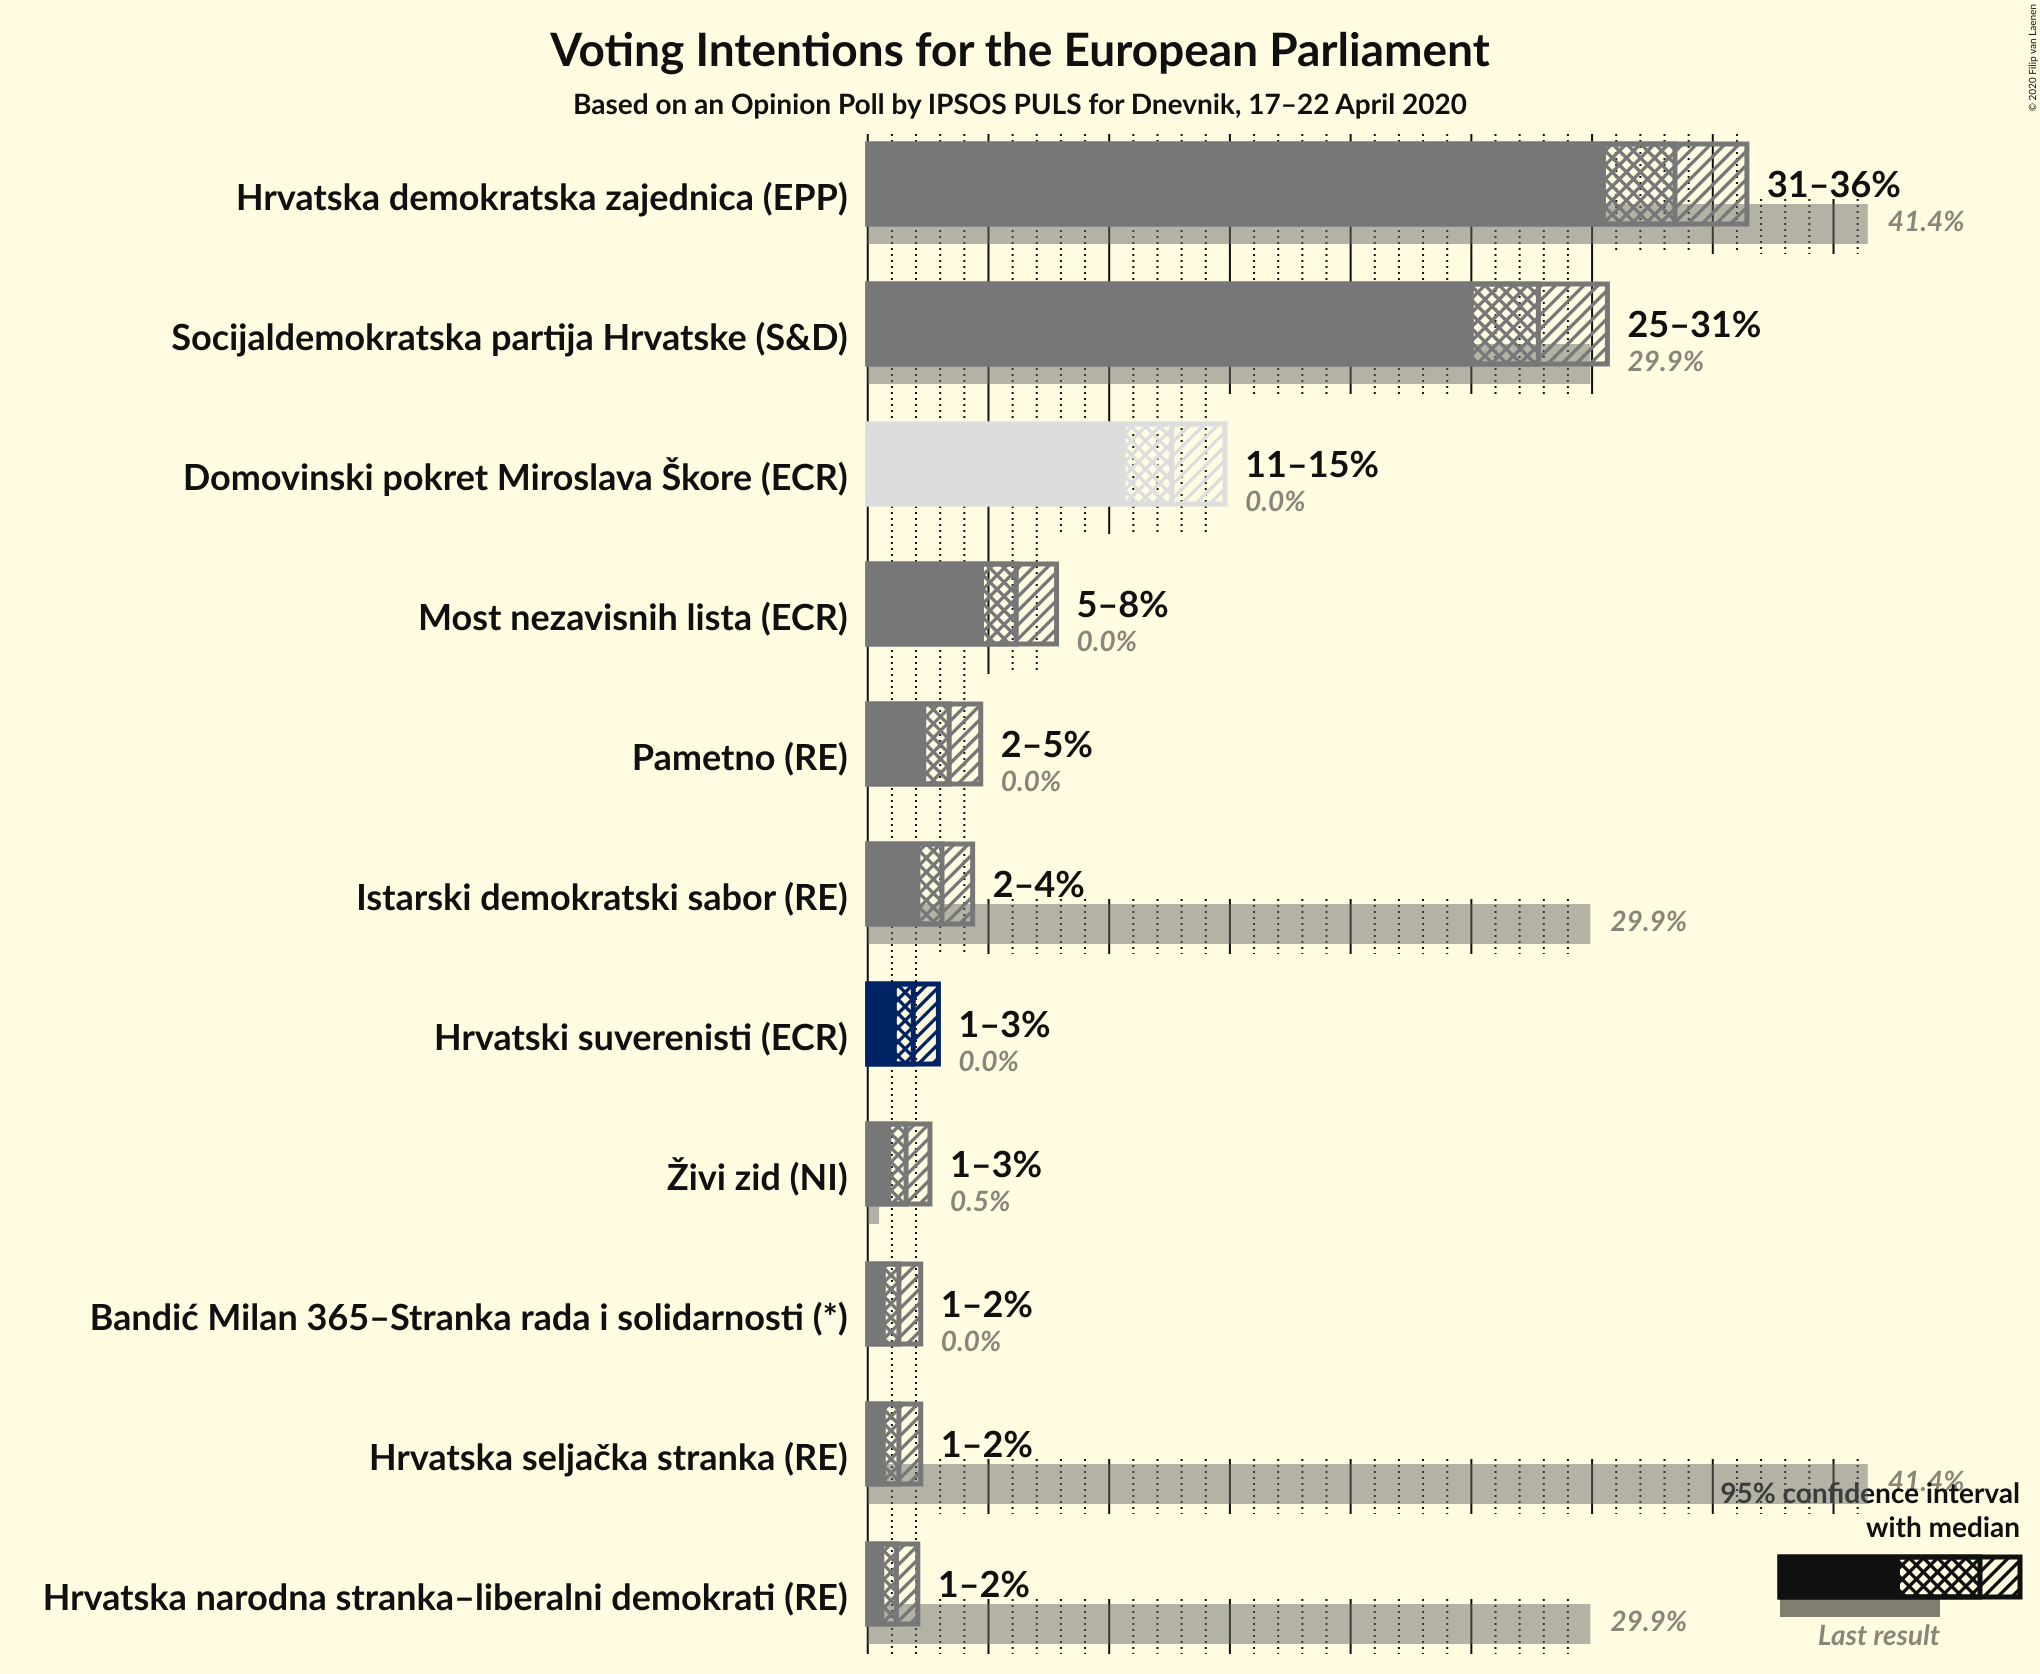 © 2020 Filip van Laenen
Voting Intentions for the European Parliament
Based on an Opinion Poll by IPSOS PULS for Dnevnik, 17–22 April 2020
Hrvatska demokratska zajednica (EPP)
31–36%
41.4%
Socijaldemokratska partija Hrvatske (S&D)
25–31%
29.9%
Domovinski pokret Miroslava Škore (ECR)
11–15%
0.0%
Most nezavisnih lista (ECR)
5–8%
0.0%
Pametno (RE)
2–5%
0.0%
Istarski demokratski sabor (RE)
2–4%
29.9%
Hrvatski suverenisti (ECR)
1–3%
0.0%
Živi zid (NI)
1–3%
0.5%
Bandić Milan 365–Stranka rada i solidarnosti (*)
1–2%
0.0%
Hrvatska seljačka stranka (RE)
1–2%
41.4%
Hrvatska narodna stranka–liberalni demokrati (RE)
1–2%
29.9%
95% confidence interval
with median
Last result